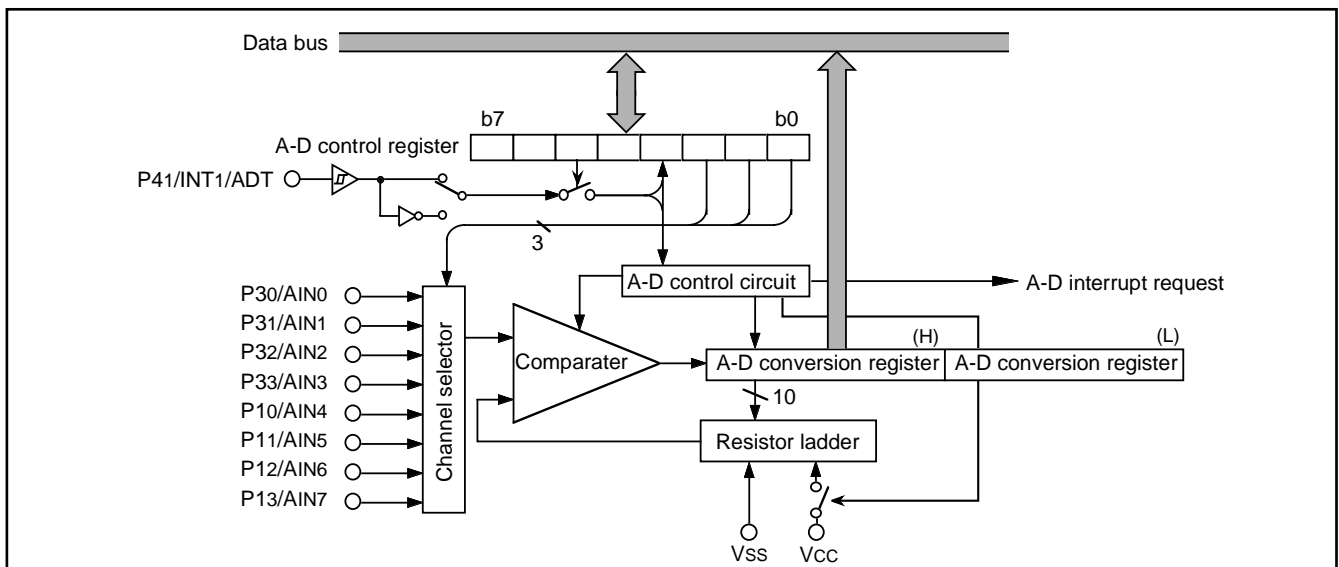 Data bus
b7 b0
A-D control register
P41/INT1/ADT
3
A-D control circuit
A-D interrupt request
P30/AIN0
P31/AIN1
P32/AIN2
P33/AIN3
P10/AIN4
P11/AIN5
P12/AIN6
P13/AIN7
Channel selector
Comparater
(H) (L)
A-D conversion register A-D conversion register
10
Resistor ladder
VSS VCC